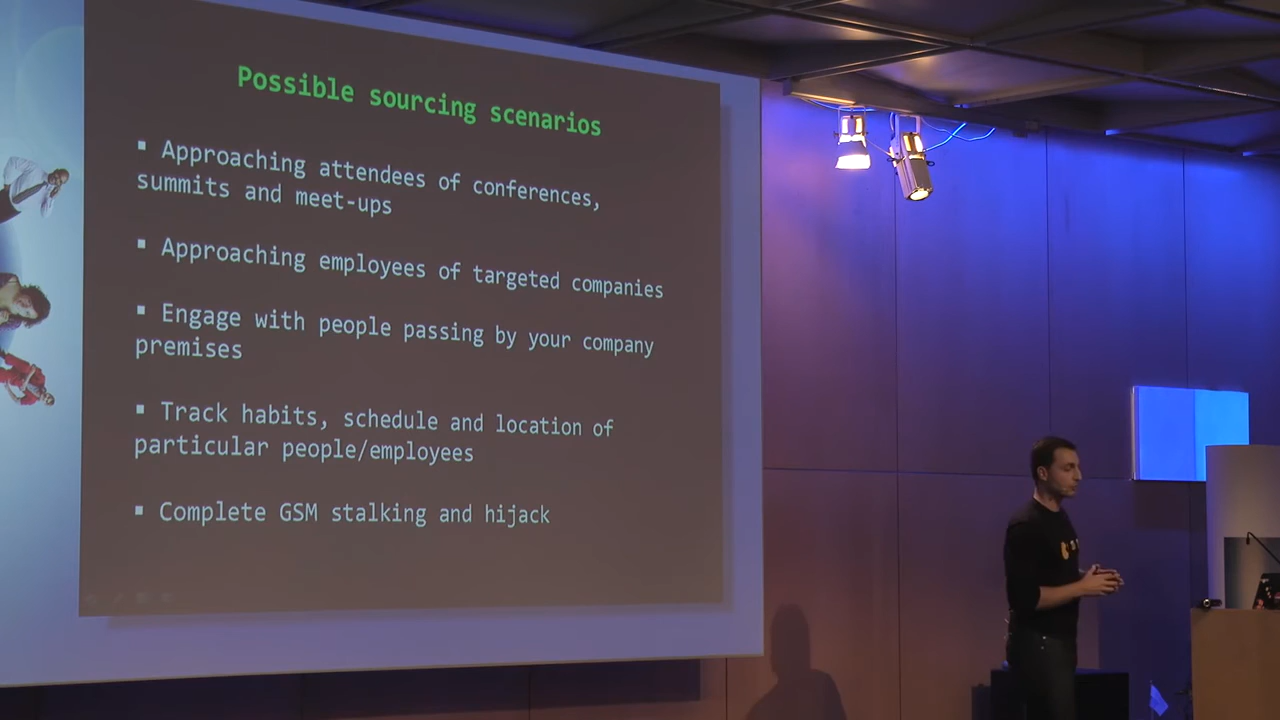 Possible sourcing scenarios
▪ Approaching attendees of conferences,
summits and meet-ups
▪ Approaching employees of targeted companies
▪ Engage with people passing by your company
premises
▪ Track habits, schedule and location of
particular people/employees
▪ Complete GSM stalking and hijack